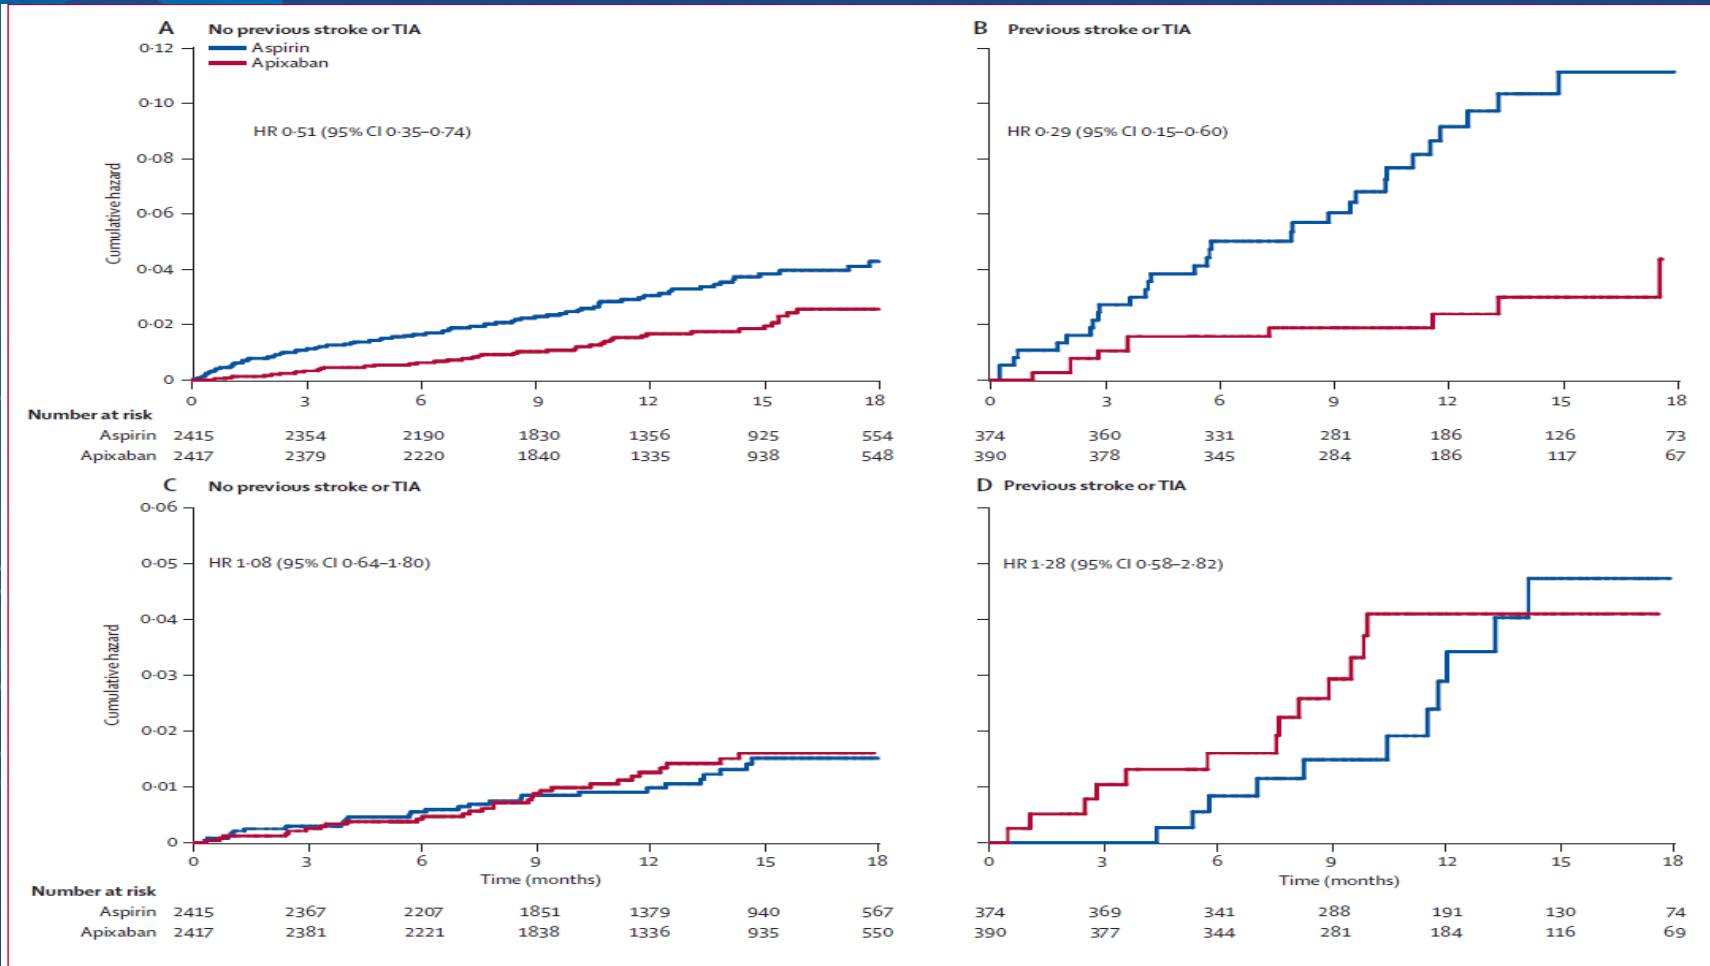 A No previous stroke or TIA
Aspirin
Apixaban
0·12
0·10
0·08
0·06
0·04
0·02
0
Cumulative hazard
HR 0·51 (95% CI 0·35–0·74)
0 3 6 9 12 15 18
B Previous stroke or TIA
HR 0·29 (95% CI 0·15–0·60)
0 3 6 9 12 15 18
Number at risk
Aspirin 2415 2354 2190 1830 1356 925 554 374 360 331 281 186 126 73
Apixaban 2417 2379 2220 1840 1335 938 548 390 378 345 284 186 117 67
C No previous stroke or TIA
0·06
0·05
0·04
0·03
0·02
0·01
0
Cumulative hazard
HR 1·08 (95% CI 0·64–1·80)
0 3 6 9 12 15 18
Time (months)
D Previous stroke or TIA
HR 1·28 (95% CI 0·58–2·82)
0 3 6 9 12 15 18
Time (months)
Number at risk
Aspirin 2415 2367 2207 1851 1379 940 567 374 369 341 288 191 130 74
Apixaban 2417 2381 2221 1838 1336 935 550 390 377 344 281 184 116 69